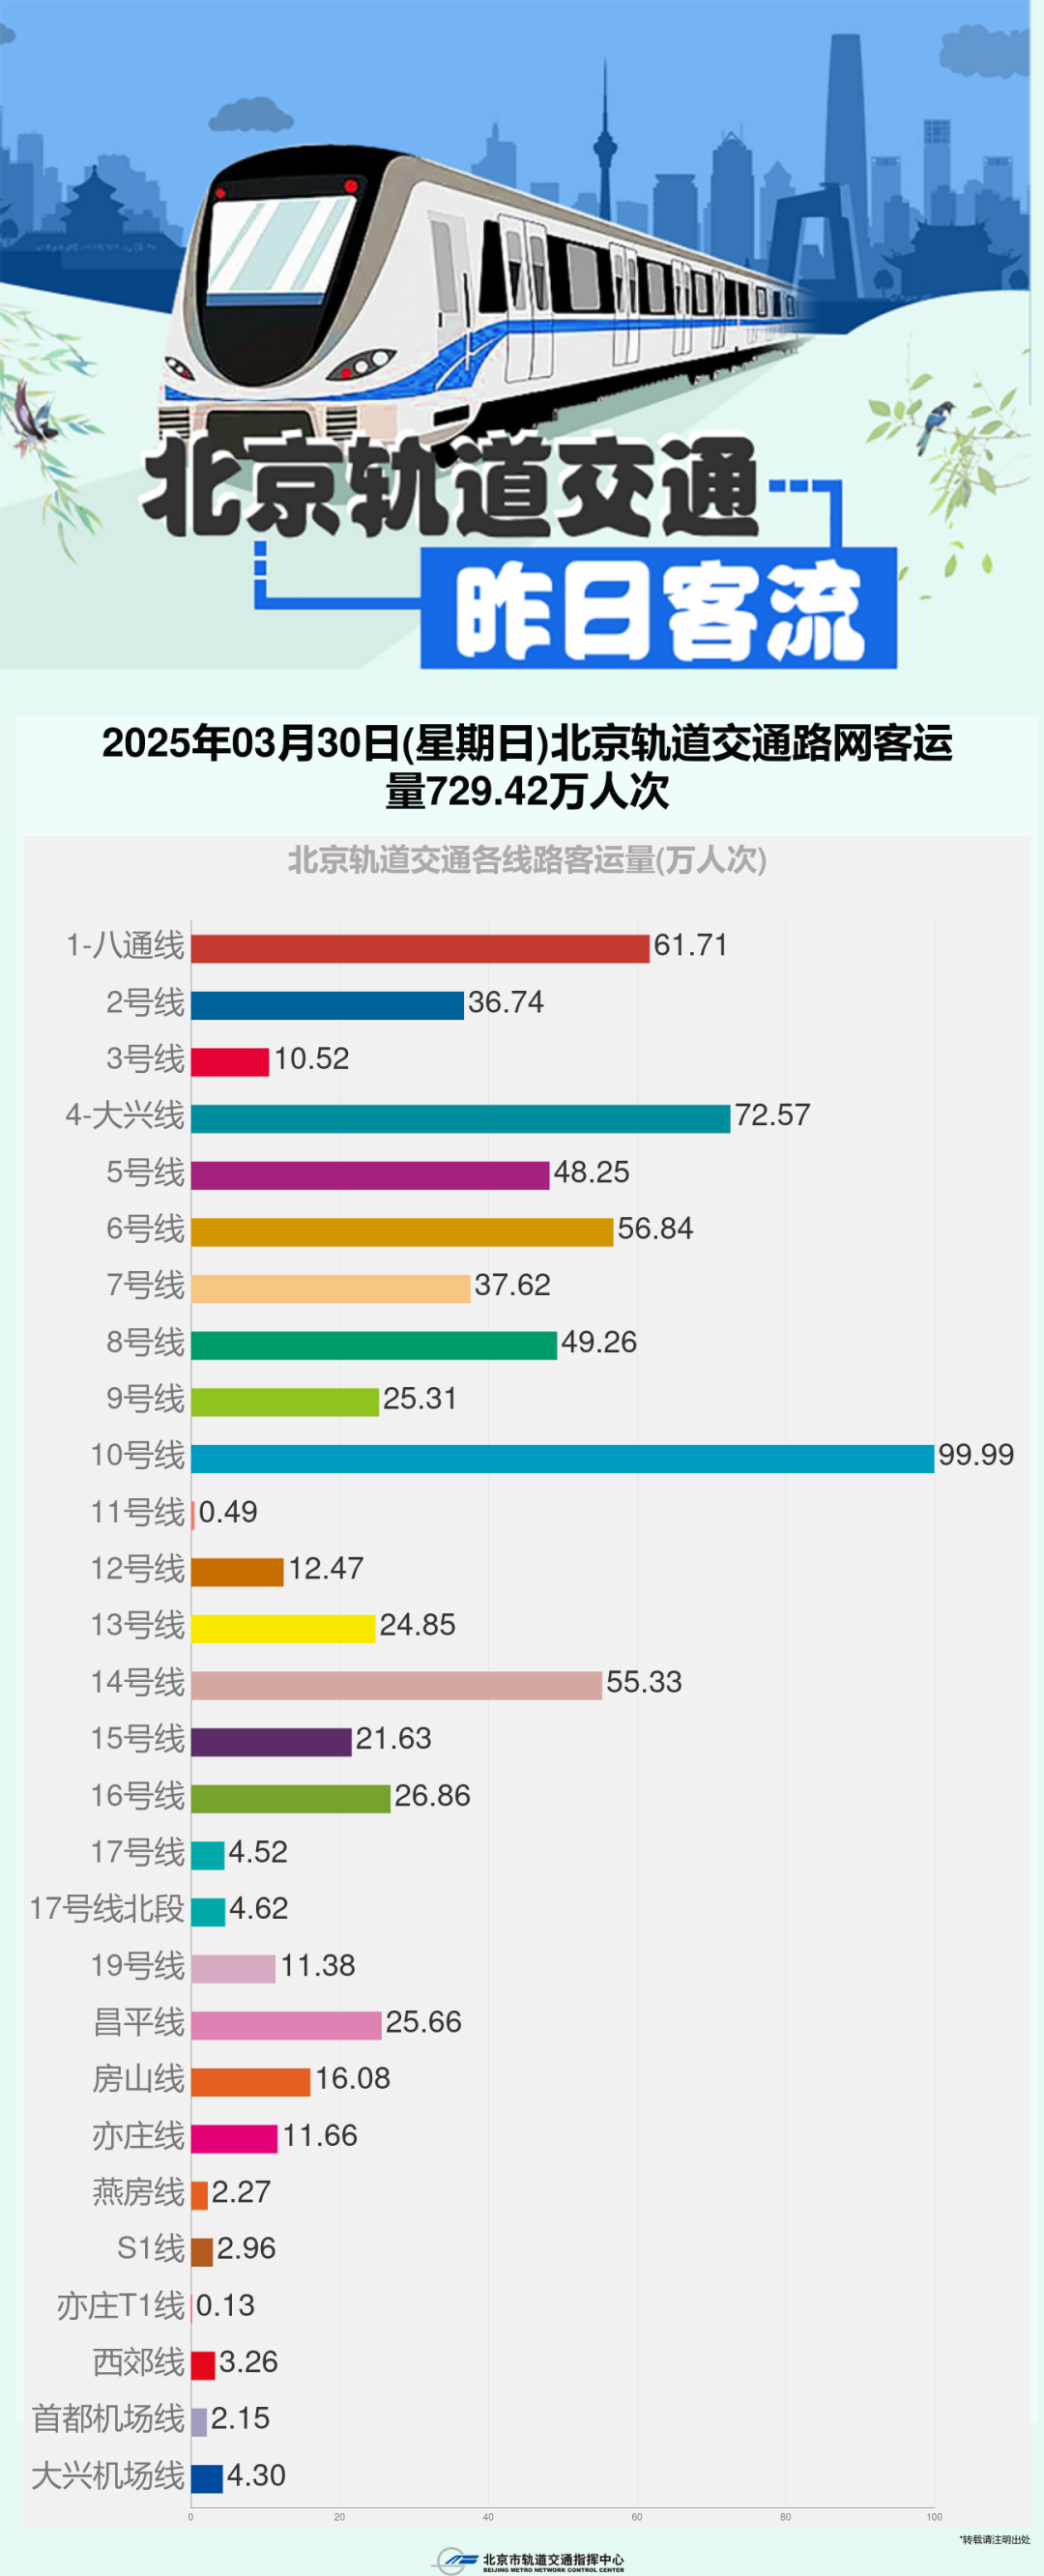 北京轨道交通
昨日客流
2025年03月30日(星期日)北京轨道交通路网客运
量729.42万人次
北京轨道交通各线路客运量(万人次)
1-八通线 61.71
2号线 36.74
3号线 10.52
4-大兴线 72.57
5号线 48.25
6号线 56.84
7号线 37.62
8号线 49.26
9号线 25.31
10号线 99.99
11号线 0.49
12号线 12.47
13号线 24.85
14号线 55.33
15号线 21.63
16号线 26.86
17号线 4.52
17号线北段 4.62
19号线 11.38
昌平线 25.66
房山线 16.08
亦庄线 11.66
燕房线 2.27
S1线 2.96
亦庄T1线 0.13
西郊线 3.26
首都机场线 2.15
大兴机场线 4.30
0 20 40 60 80 100
*转载请注明出处
北京市轨道交通指挥中心
BEIJING METRO NETWORK CONTROL CENTER